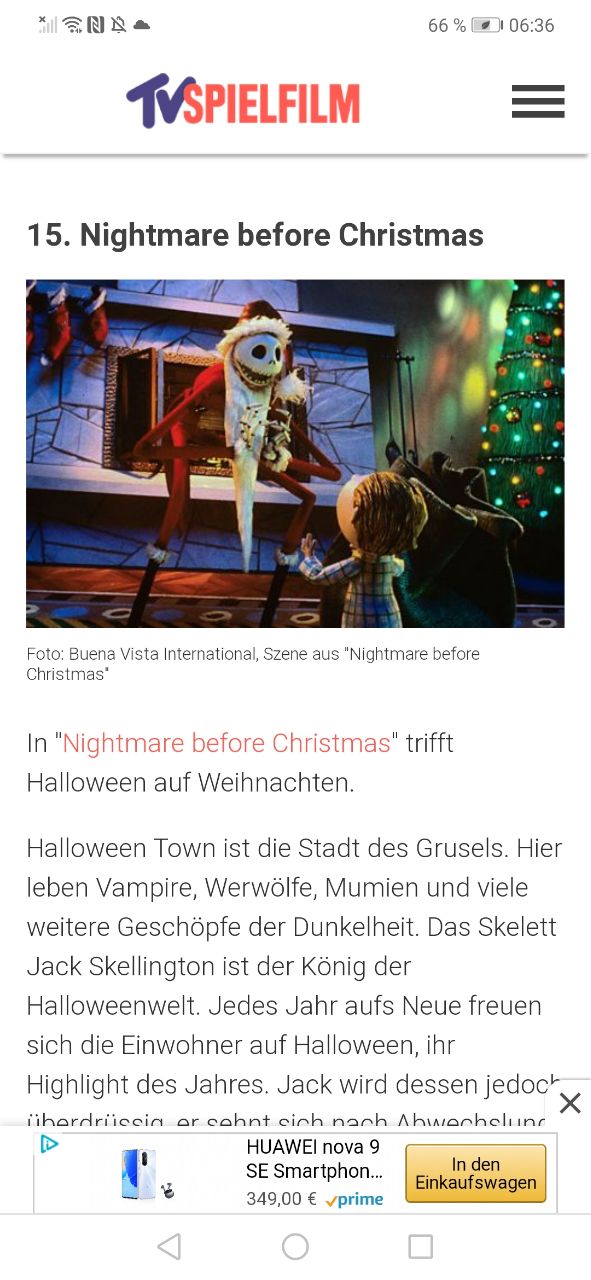 66 % 06:36
TVSPIELFILM
15. Nightmare before Christmas
Foto: Buena Vista International, Szene aus "Nightmare before
Christmas"
In "Nightmare before Christmas" trifft
Halloween auf Weihnachten.
Halloween Town ist die Stadt des Grusels. Hier
leben Vampire, Werwölfe, Mumien und viele
weitere Geschöpfe der Dunkelheit. Das Skelett
Jack Skellington ist der König der
Halloweenwelt. Jedes Jahr aufs Neue freuen
sich die Einwohner auf Halloween, ihr
Highlight des Jahres. Jack wird dessen jedoch
überdrüssig, er sehnt sich nach Abwechslung
HUAWEI nova 9
SE Smartphon...
349,00 € prime
In den
Einkaufswagen